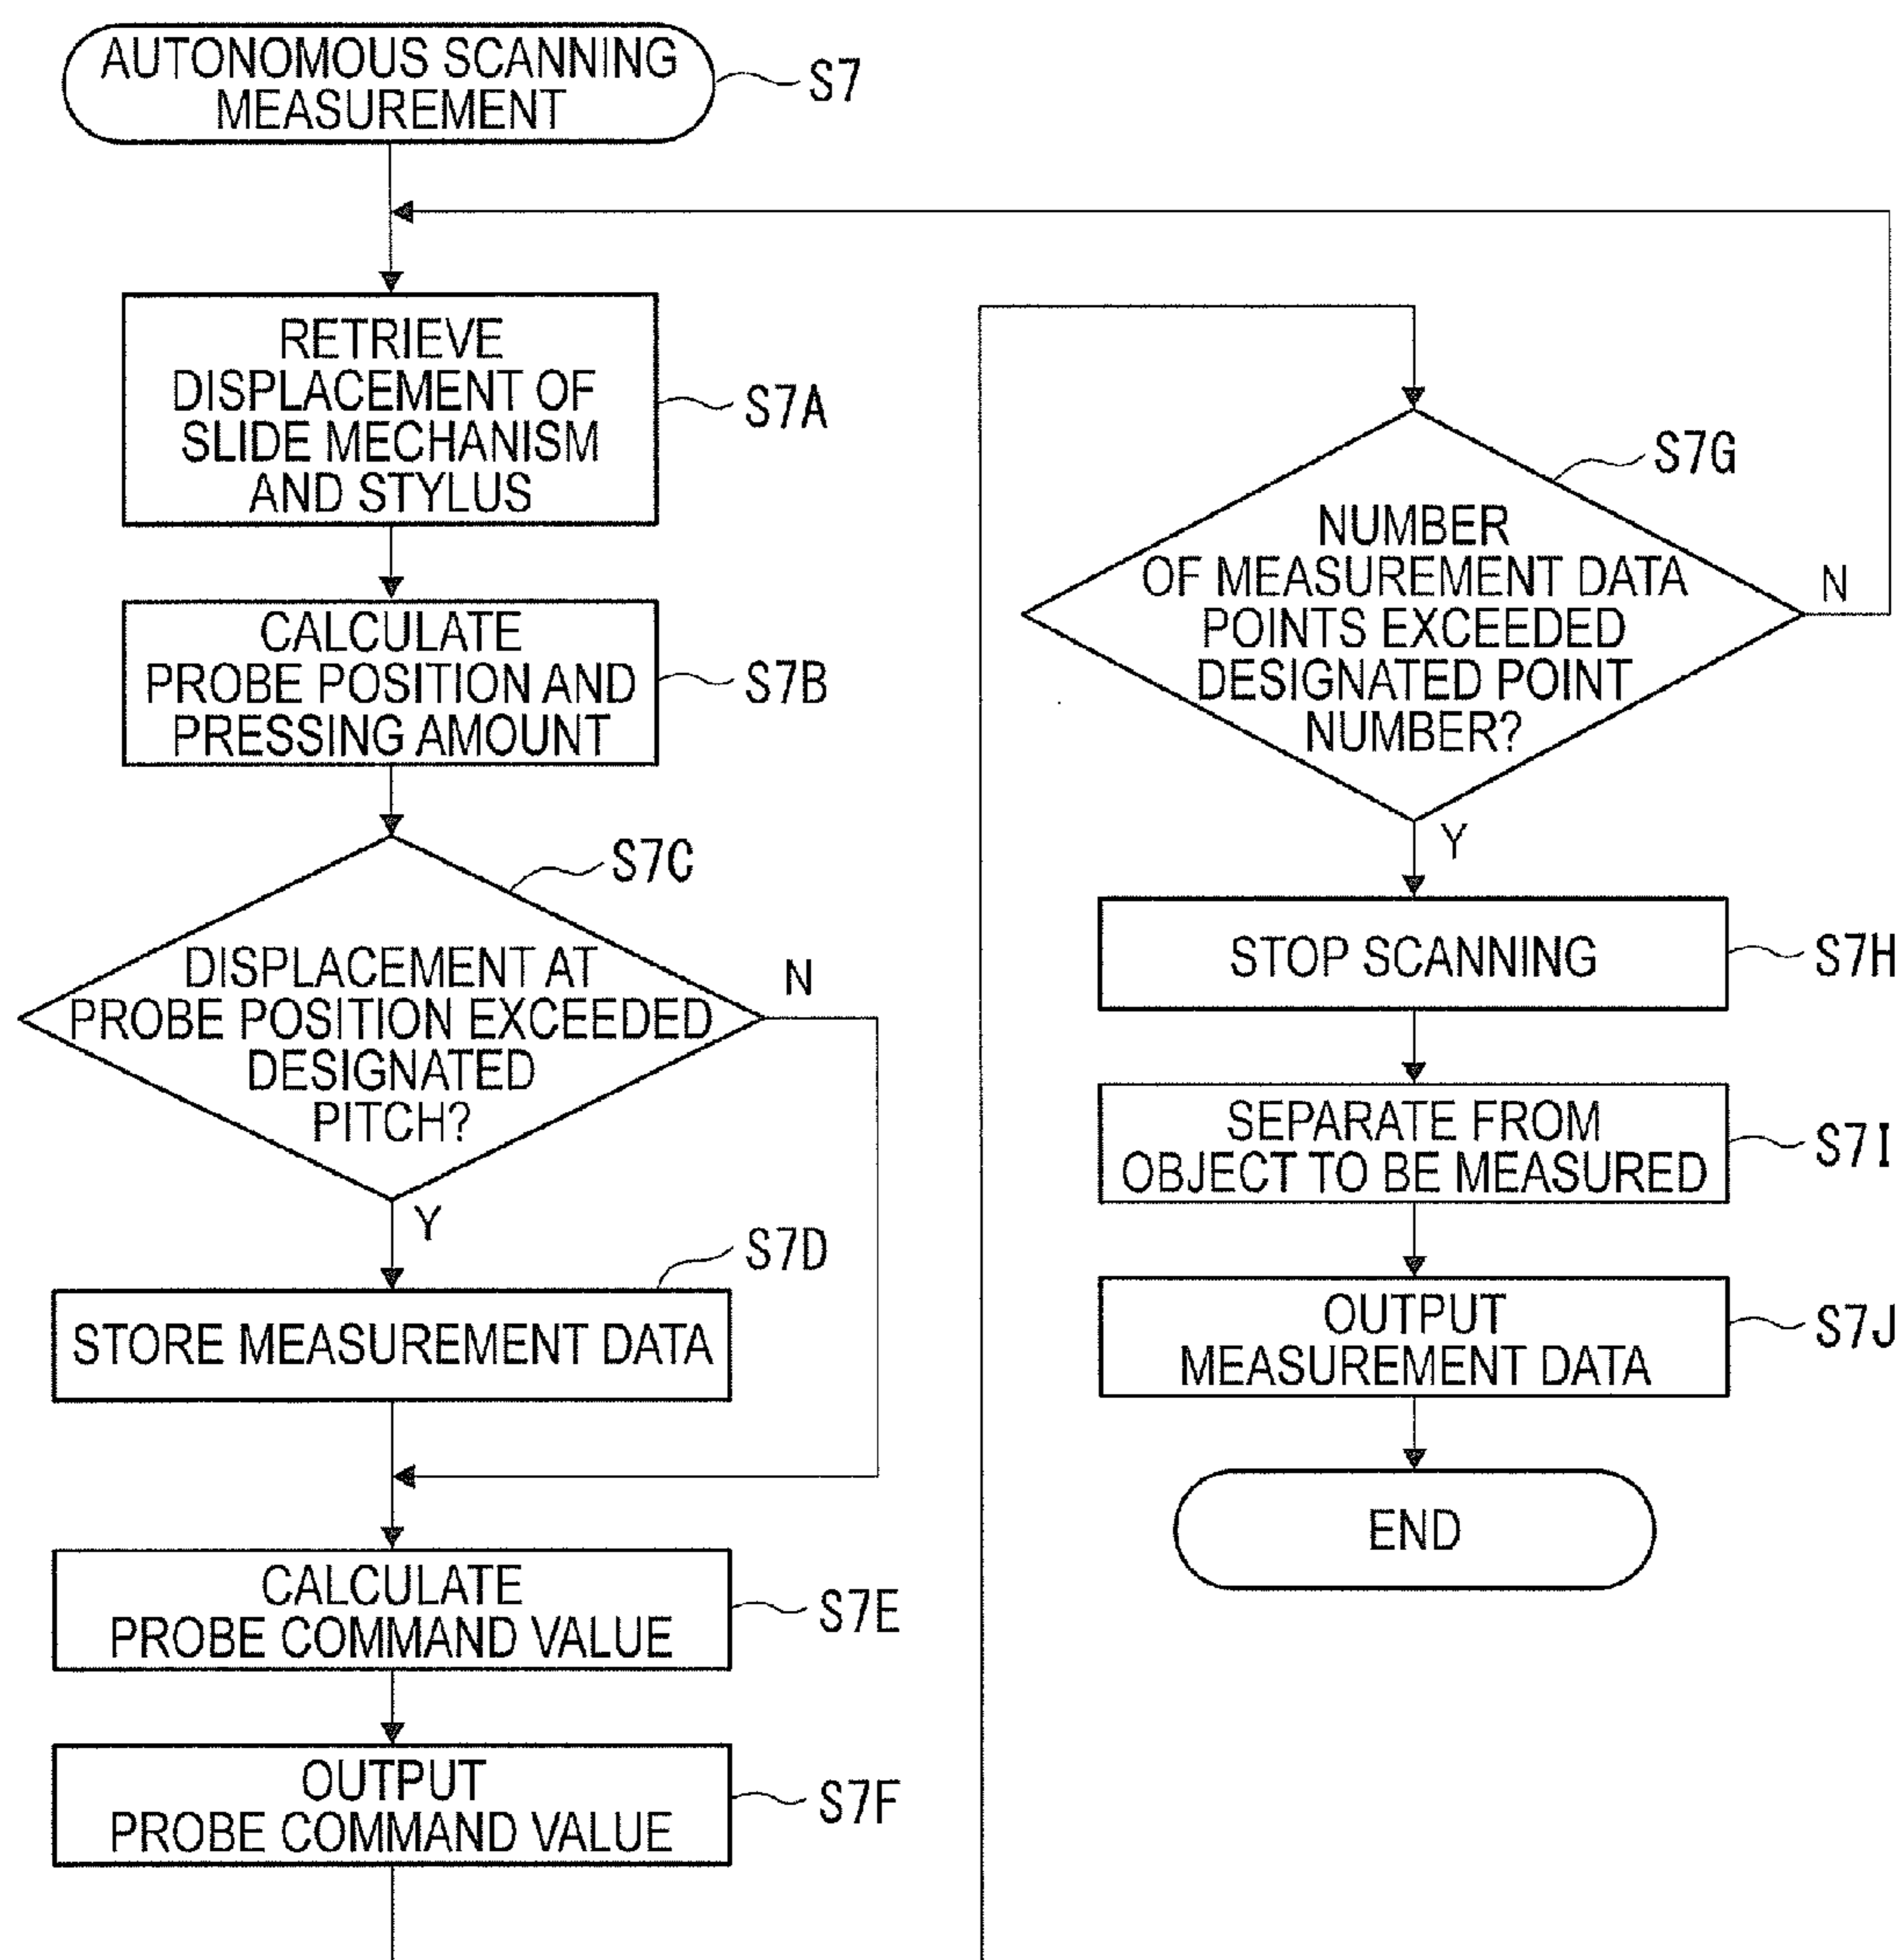 AUTONOMOUS SCANNING
MEASUREMENT
S7
RETRIEVE
DISPLACEMENT OF
SLIDE MECHANISM
AND STYLUS
S7A
CALCULATE
PROBE POSITION AND
PRESSING AMOUNT
S7B
S7C
DISPLACEMENT AT
PROBE POSITION EXCEEDED
DESIGNATED
PITCH?
N
Y
S7D
STORE MEASUREMENT DATA
CALCULATE
PROBE COMMAND VALUE
S7E
OUTPUT
PROBE COMMAND VALUE
S7F
S7G
NUMBER
OF MEASUREMENT DATA
POINTS EXCEEDED
DESIGNATED POINT
NUMBER?
N
Y
STOP SCANNING
S7H
SEPARATE FROM
OBJECT TO BE MEASURED
S7I
OUTPUT
MEASUREMENT DATA
S7J
END